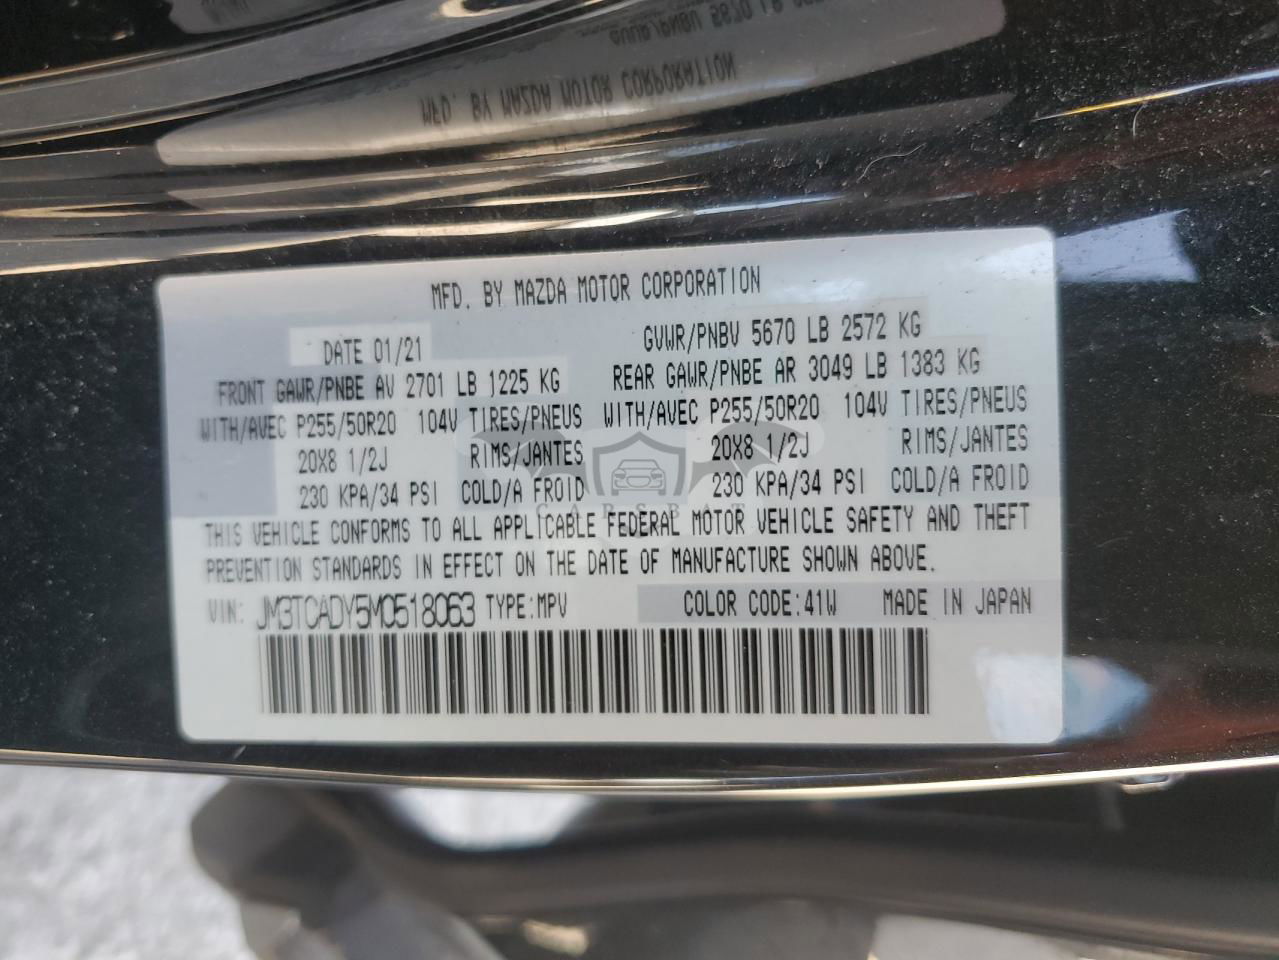 MFD. BY MAZDA MOTOR CORPORATION
DATE 01/21 GVWR/PNBV 5670 LB 2572 KG
FRONT GAWR/PNBE AV 2701 LB 1225 KG REAR GAWR/PNBE AR 3049 LB 1383 KG
WITH/AVEC P255/50R20 104V TIRES/PNEUS WITH/AVEC P255/50R20 104V TIRES/PNEUS
20X8 1/2J RIMS/JANTES 20X8 1/2J RIMS/JANTES
230 KPA/34 PSI COLD/A FROID 230 KPA/34 PSI COLD/A FROID
CARSBAT
THIS VEHICLE CONFORMS TO ALL APPLICABLE FEDERAL MOTOR VEHICLE SAFETY AND THEFT
PREVENTION STANDARDS IN EFFECT ON THE DATE OF MANUFACTURE SHOWN ABOVE.
VIN: JM3TCADY5M0518063 TYPE:MPV COLOR CODE:41W MADE IN JAPAN